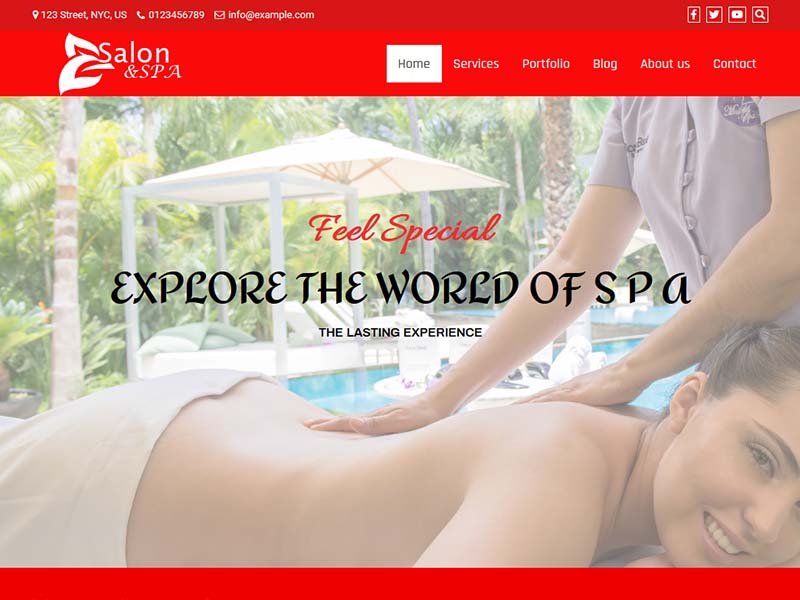 123 Street, NYC, US 0123456789 info@example.com
Salon
&SPA
Home Services Portfolio Blog About us Contact
Feel Special
EXPLORE THE WORLD OF S P A
THE LASTING EXPERIENCE